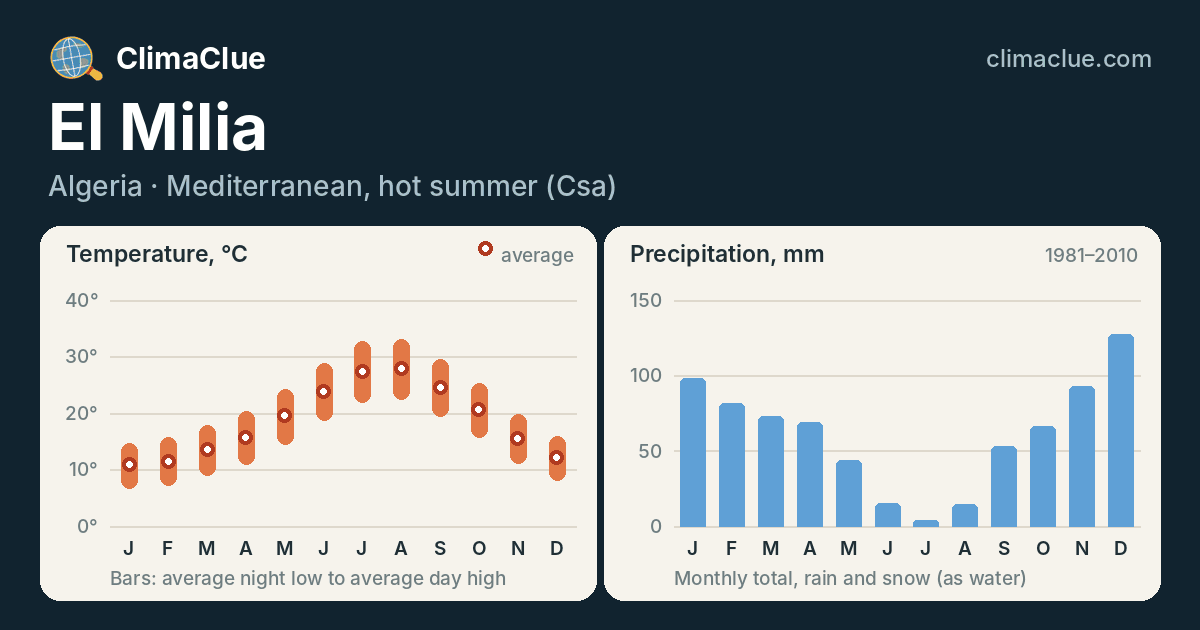 ClimaClue
climaclue.com
El Milia
Algeria · Mediterranean, hot summer (Csa)
Temperature, °C
average
40°
30°
20°
10°
0°
J F M A M J J A S O N D
Bars: average night low to average day high
Precipitation, mm
1981–2010
150
100
50
0
J F M A M J J A S O N D
Monthly total, rain and snow (as water)